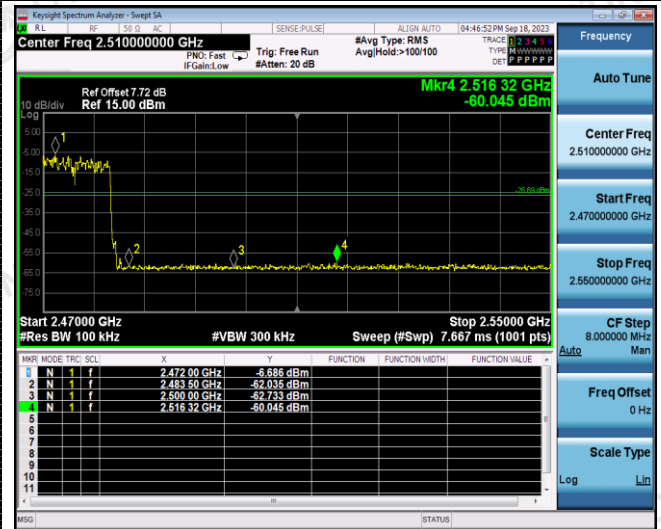 Keysight Spectrum Analyzer - Swept SA
RL RF 50 Ω AC SENSE:PULSE ALIGN AUTO 04:46:52 PM Sep 18, 2023
Center Freq 2.510000000 GHz
PNO: Fast
IFGain:Low
Trig: Free Run
#Atten: 20 dB
#Avg Type: RMS
Avg|Hold:>100/100
TRACE 1 2 3 4 5 6
TYPE M W W W W W
DET P P P P P P
Frequency
Mkr4 2.516 32 GHz
-60.045 dBm
Ref Offset 7.72 dB
Ref 15.00 dBm
10 dB/div
Log
5.00
-5.00
-15.0
-25.0
-35.0
-45.0
-55.0
-65.0
-75.0
1
2
3
4
-26.69 dBm
Start 2.47000 GHz
#Res BW 100 kHz
#VBW 300 kHz
Stop 2.55000 GHz
Sweep (#Swp) 7.667 ms (1001 pts)
MKR MODE TRC SCL X Y FUNCTION FUNCTION WIDTH FUNCTION VALUE
1 N 1 f 2.472 00 GHz -6.686 dBm
2 N 1 f 2.483 50 GHz -62.035 dBm
3 N 1 f 2.500 00 GHz -62.733 dBm
4 N 1 f 2.516 32 GHz -60.045 dBm
5
6
7
8
9
10
11
MSG STATUS
Auto Tune
Center Freq
2.510000000 GHz
Start Freq
2.470000000 GHz
Stop Freq
2.550000000 GHz
CF Step
8.000000 MHz
Auto Man
Freq Offset
0 Hz
Scale Type
Log Lin